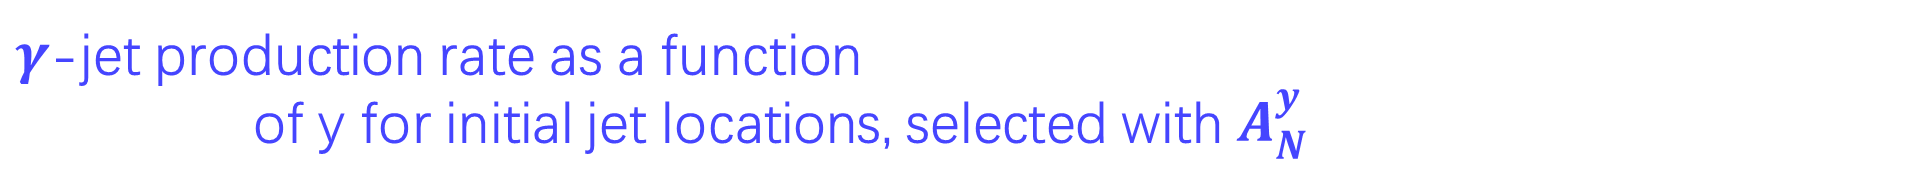 γ-jet production rate as a function
of y for initial jet locations, selected with $A_N^y$